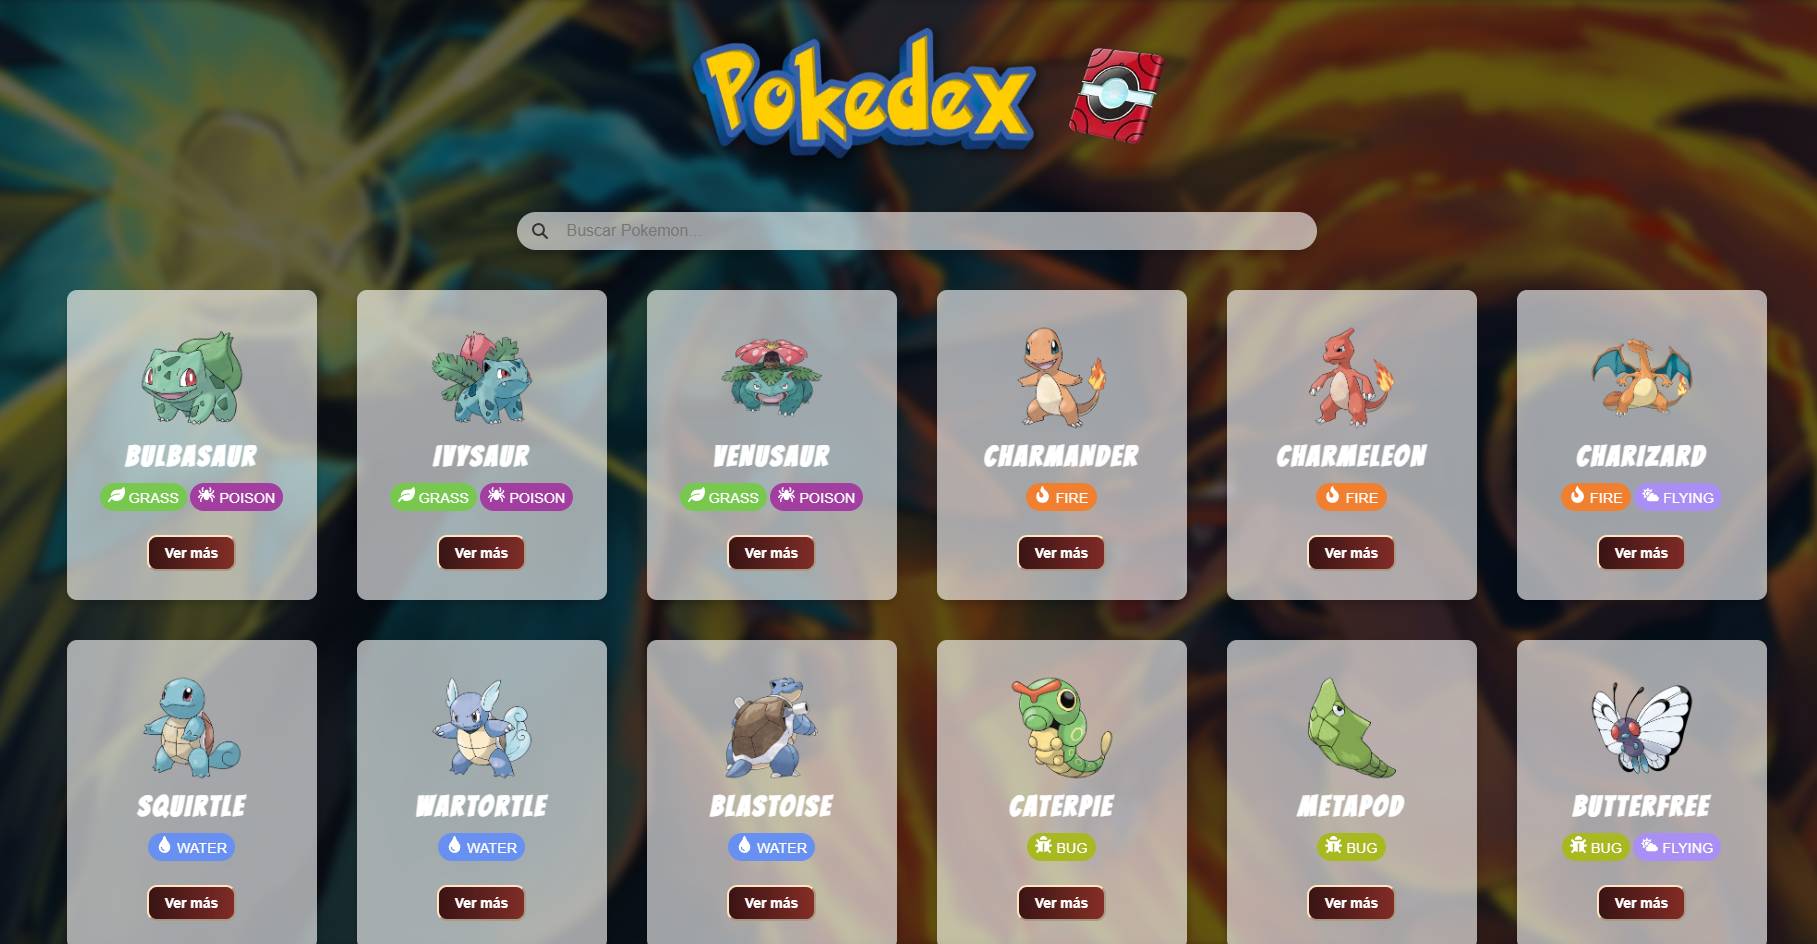 Pokedex
Buscar Pokemon...
BULBASAUR
GRASS POISON
Ver más
IVYSAUR
GRASS POISON
Ver más
VENUSAUR
GRASS POISON
Ver más
CHARMANDER
FIRE
Ver más
CHARMELEON
FIRE
Ver más
CHARIZARD
FIRE FLYING
Ver más
SQUIRTLE
WATER
Ver más
WARTORTLE
WATER
Ver más
BLASTOISE
WATER
Ver más
CATERPIE
BUG
Ver más
METAPOD
BUG
Ver más
BUTTERFREE
BUG FLYING
Ver más